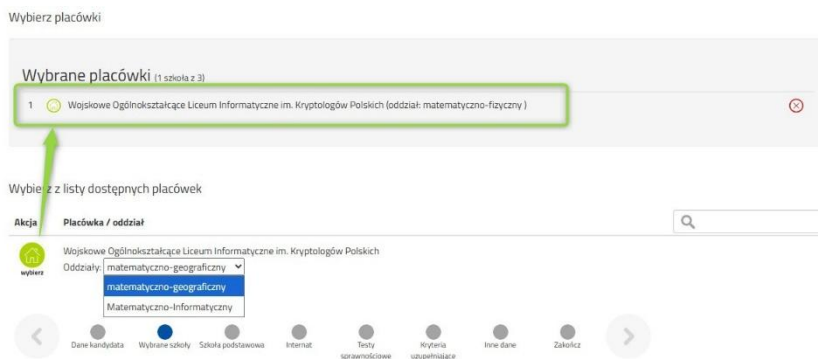 Wybierz placówki
Wybrane placówki (1 szkoła z 3)
1 Wojskowe Ogólnokształcące Liceum Informatyczne im. Kryptologów Polskich (oddział: matematyczno-fizyczny )
Wybierz z listy dostępnych placówek
Akcja Placówka / oddział
wybierz
Wojskowe Ogólnokształcące Liceum Informatyczne im. Kryptologów Polskich
Oddziały: matematyczno-geograficzny
matematyczno-geograficzny
Matematyczno-Informatyczny
Dane kandydata Wybrane szkoły Szkoła podstawowa Internat Testy sprawnościowe Kryteria uzupełniające Inne dane Zakończ